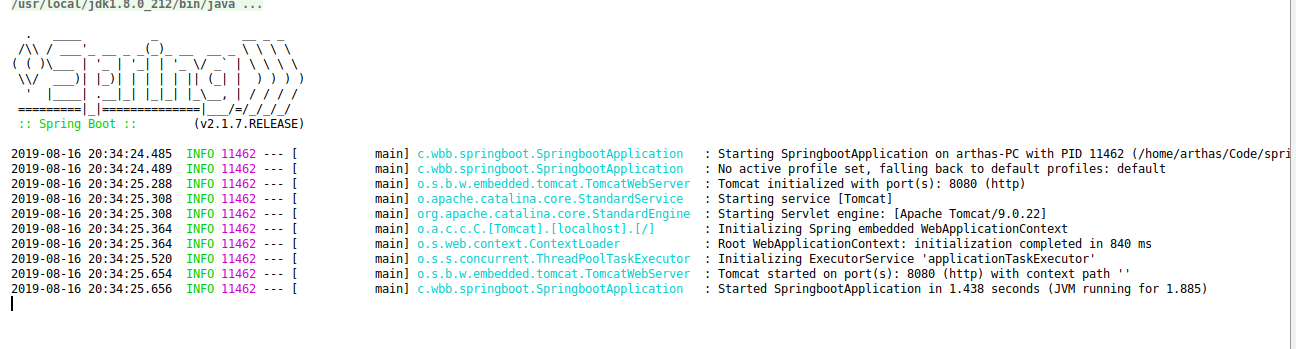 /usr/local/jdk1.8.0_212/bin/java ...
  .   ____          _            __ _ _
 /\\ / ___'_ __ _ _(_)_ __  __ _ \ \ \ \
( ( )\___ | '_ | '_| | '_ \/ _` | \ \ \ \
 \\/  ___)| |_)| | | | | || (_| |  ) ) ) )
  '  |____| .__|_| |_|_| |_\__, | / / / /
 =========|_|==============|___/=/_/_/_/
 :: Spring Boot ::        (v2.1.7.RELEASE)
2019-08-16 20:34:24.485  INFO 11462 --- [           main] c.wbb.springboot.SpringbootApplication   : Starting SpringbootApplication on arthas-PC with PID 11462 (/home/arthas/Code/spri
2019-08-16 20:34:24.489  INFO 11462 --- [           main] c.wbb.springboot.SpringbootApplication   : No active profile set, falling back to default profiles: default
2019-08-16 20:34:25.288  INFO 11462 --- [           main] o.s.b.w.embedded.tomcat.TomcatWebServer  : Tomcat initialized with port(s): 8080 (http)
2019-08-16 20:34:25.308  INFO 11462 --- [           main] o.apache.catalina.core.StandardService   : Starting service [Tomcat]
2019-08-16 20:34:25.308  INFO 11462 --- [           main] org.apache.catalina.core.StandardEngine  : Starting Servlet engine: [Apache Tomcat/9.0.22]
2019-08-16 20:34:25.364  INFO 11462 --- [           main] o.a.c.c.C.[Tomcat].[localhost].[/]       : Initializing Spring embedded WebApplicationContext
2019-08-16 20:34:25.364  INFO 11462 --- [           main] o.s.web.context.ContextLoader            : Root WebApplicationContext: initialization completed in 840 ms
2019-08-16 20:34:25.520  INFO 11462 --- [           main] o.s.s.concurrent.ThreadPoolTaskExecutor  : Initializing ExecutorService 'applicationTaskExecutor'
2019-08-16 20:34:25.654  INFO 11462 --- [           main] o.s.b.w.embedded.tomcat.TomcatWebServer  : Tomcat started on port(s): 8080 (http) with context path ''
2019-08-16 20:34:25.656  INFO 11462 --- [           main] c.wbb.springboot.SpringbootApplication   : Started SpringbootApplication in 1.438 seconds (JVM running for 1.885)